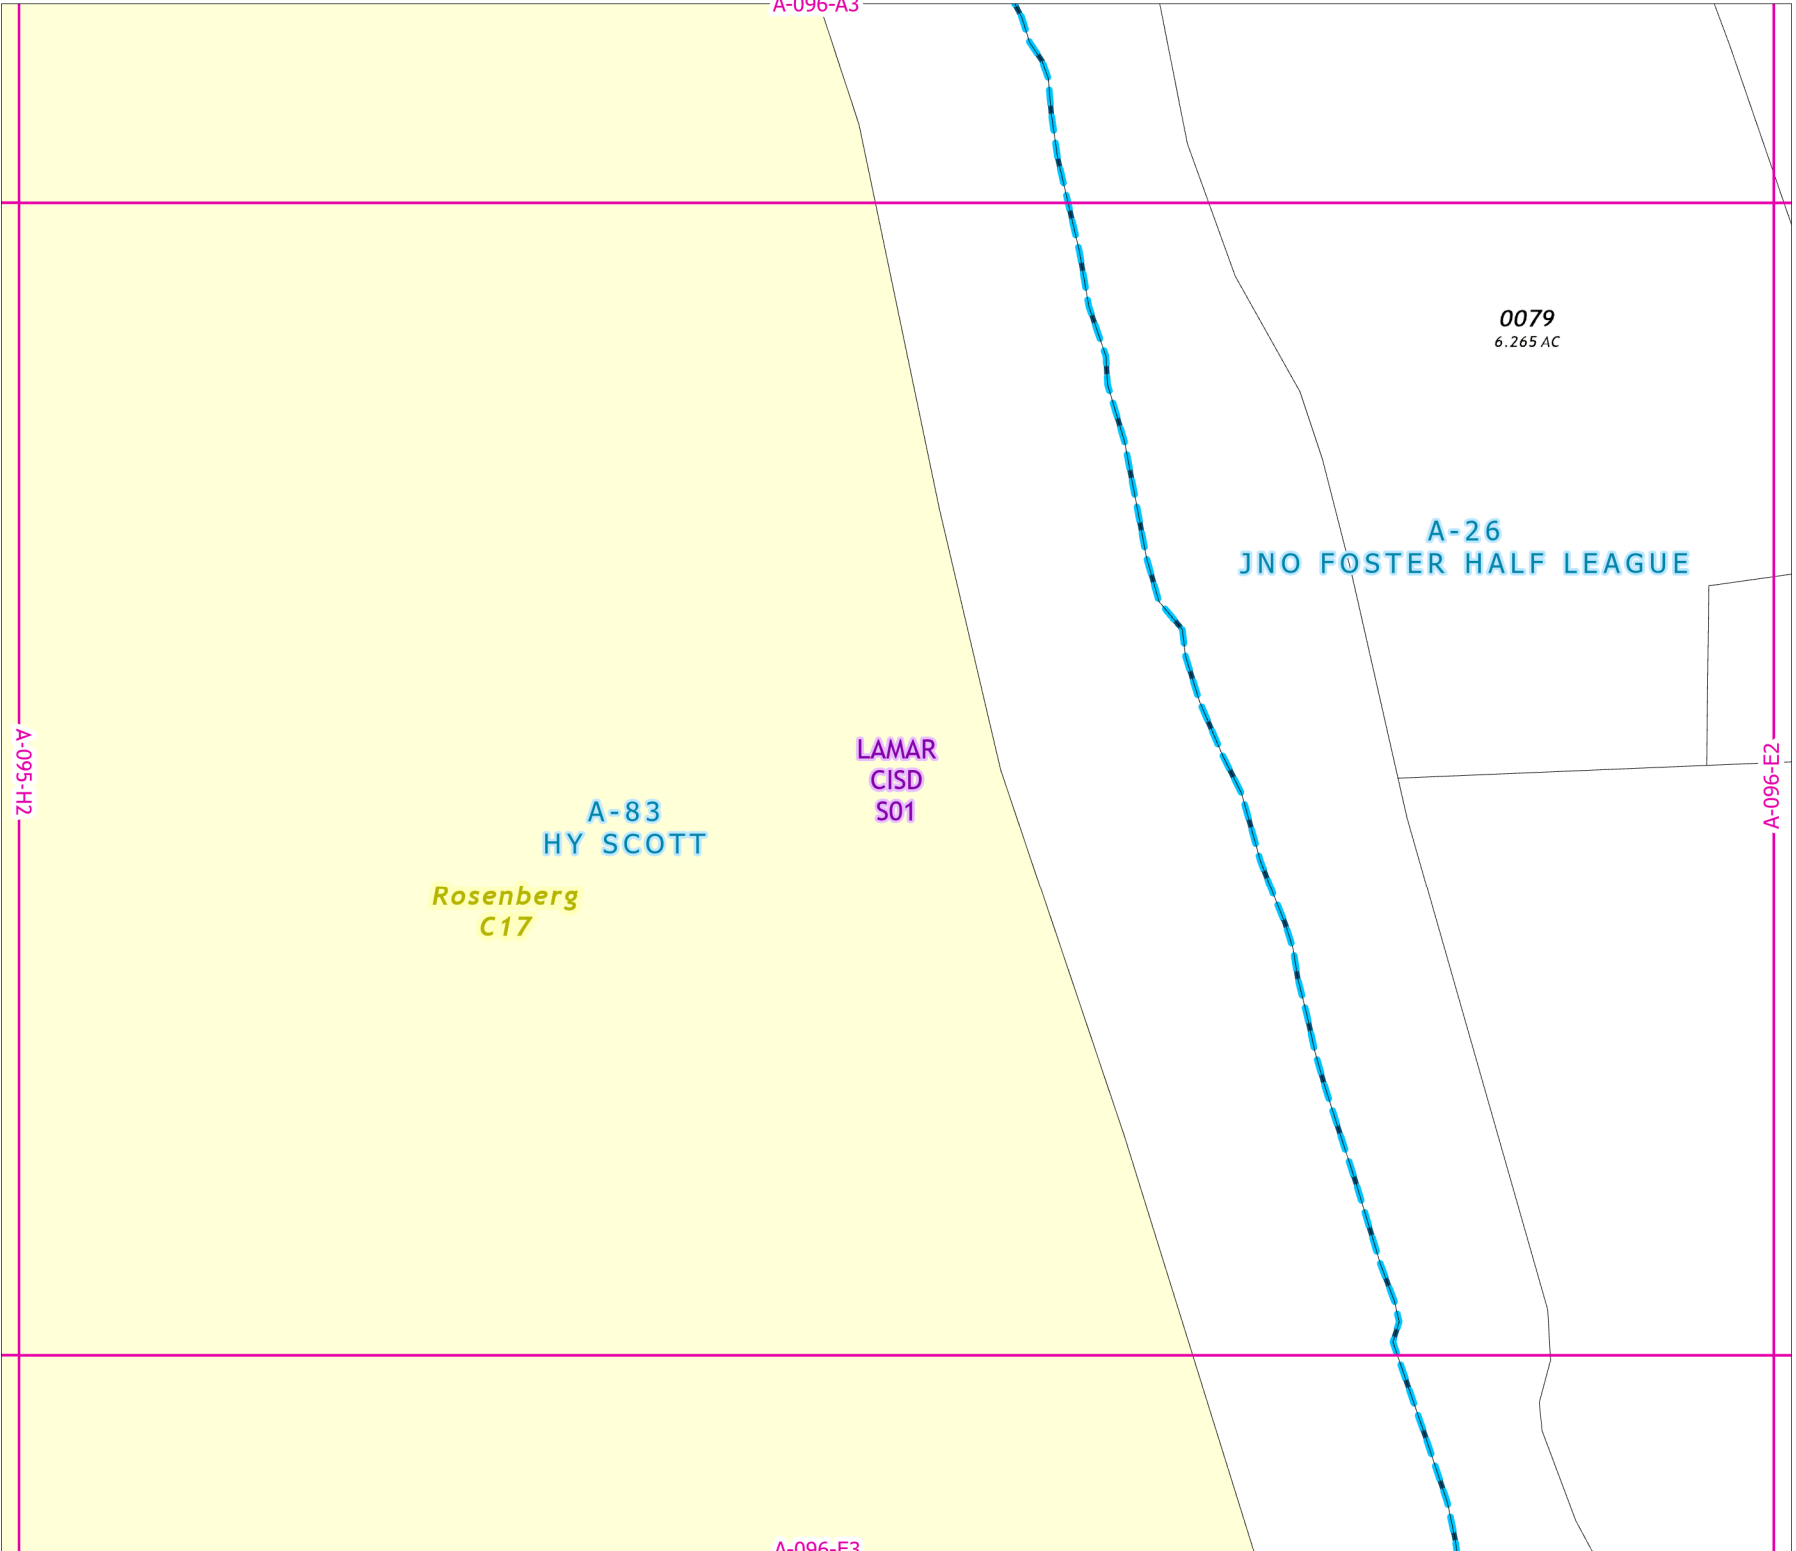 A-096-A3
0079
6.265 AC
A-26
JNO FOSTER HALF LEAGUE
A-095-H2
LAMAR
CISD
S01
A-096-E2
A-83
HY SCOTT
Rosenberg
C17
A-096-E3